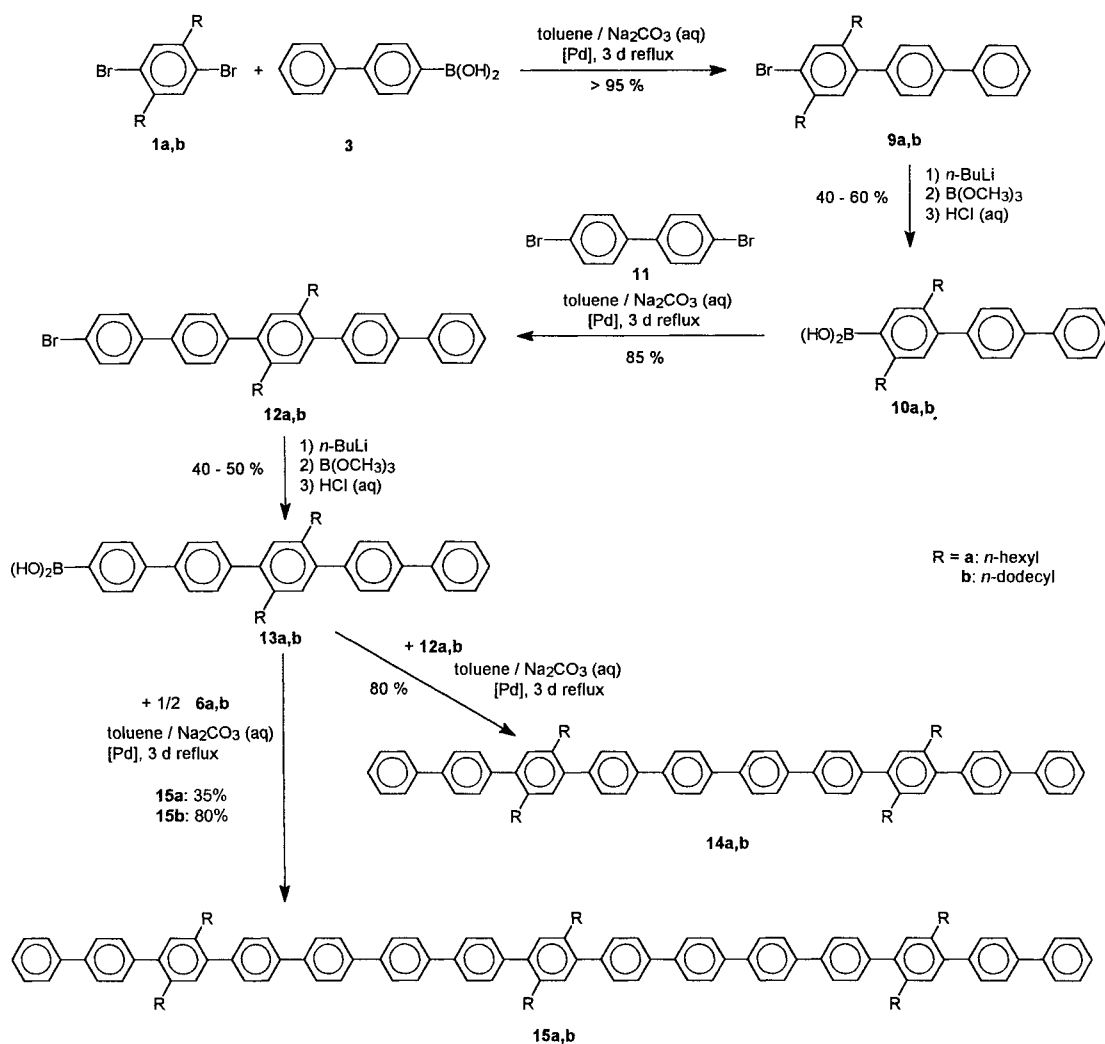 R
toluene / Na2CO3 (aq)
[Pd], 3 d reflux
> 95 %
Br
Br
+
B(OH)2
R
1a,b
3
R
Br
R
9a,b
40 - 60 %
1) n-BuLi
2) B(OCH3)3
3) HCl (aq)
Br
Br
11
toluene / Na2CO3 (aq)
[Pd], 3 d reflux
85 %
R
Br
R
12a,b
R
(HO)2B
R
10a,b
40 - 50 %
1) n-BuLi
2) B(OCH3)3
3) HCl (aq)
R
(HO)2B
R
13a,b
R = a: n-hexyl
b: n-dodecyl
+ 12a,b
toluene / Na2CO3 (aq)
80 %
[Pd], 3 d reflux
+ 1/2 6a,b
toluene / Na2CO3 (aq)
[Pd], 3 d reflux
15a: 35%
15b: 80%
R
R
R
R
14a,b
R
R
R
R
R
R
15a,b